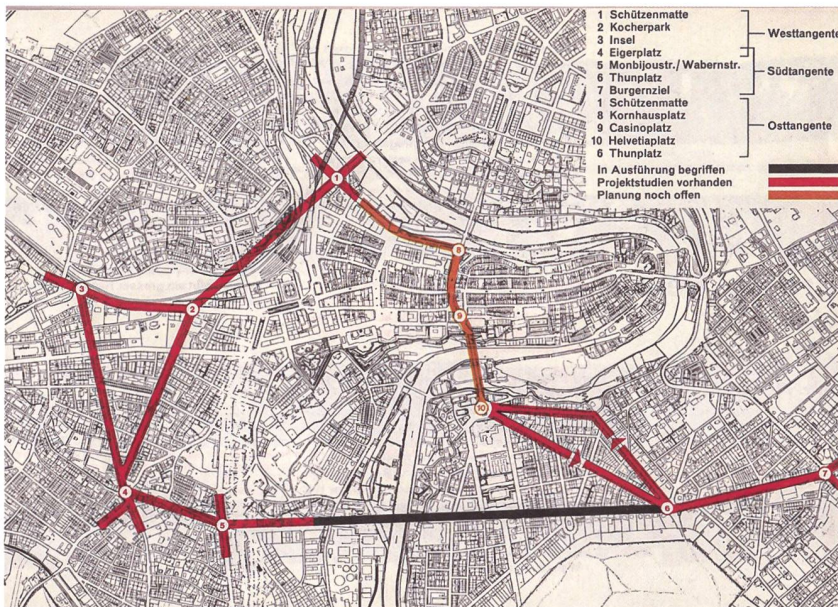 1 Schützenmatte
2 Kocherpark
3 Insel
4 Eigerplatz
Westtangente
5 Monbijoustr./Wabernstr.
6 Thunplatz
7 Burgernziel
Südtangente
1 Schützenmatte
8 Kornhausplatz
9 Casinoplatz
10 Helvetiaplatz
6 Thunplatz
Osttangente
In Ausführung begriffen
Projektstudien vorhanden
Planung noch offen
1
8
3
2
9
10
7
4
6
5